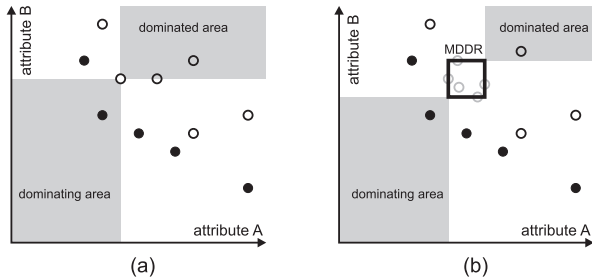 attribute B
dominated area
dominating area
attribute A
(a)
attribute B
MDDR
dominated area
dominating area
attribute A
(b)